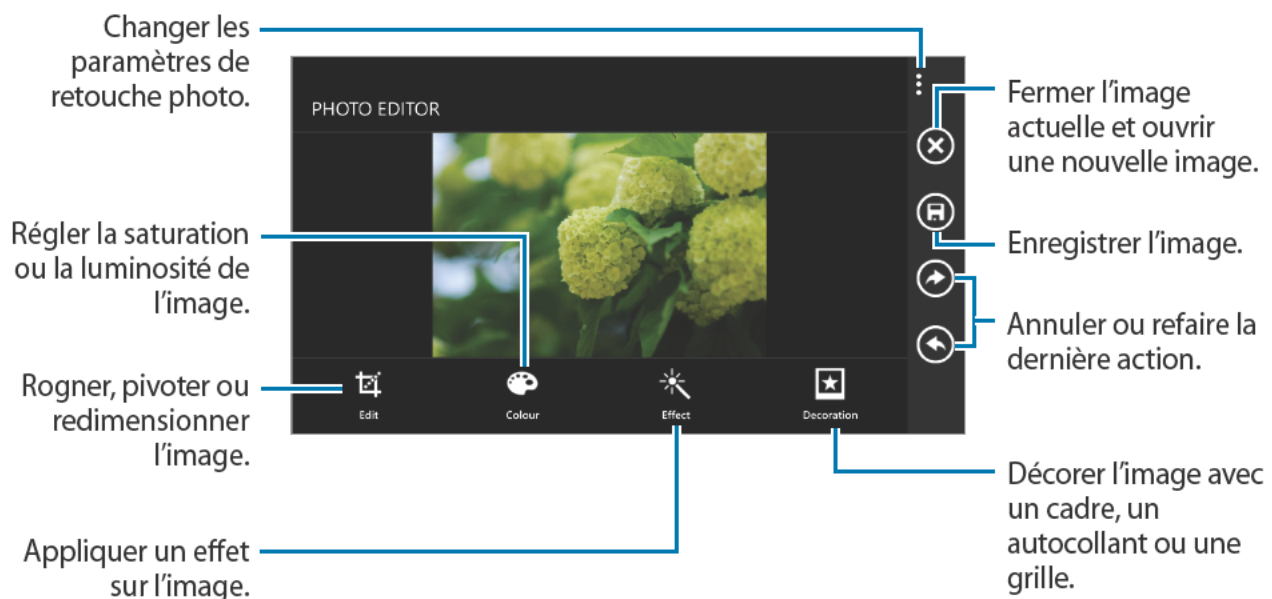 Changer les
paramètres de
retouche photo.
Régler la saturation
ou la luminosité de
l'image.
Rogner, pivoter ou
redimensionner
l'image.
Appliquer un effet
sur l'image.
PHOTO EDITOR
Edit
Colour
Effect
Decoration
Fermer l'image
actuelle et ouvrir
une nouvelle image.
Enregistrer l'image.
Annuler ou refaire la
dernière action.
Décorer l'image avec
un cadre, un
autocollant ou une
grille.